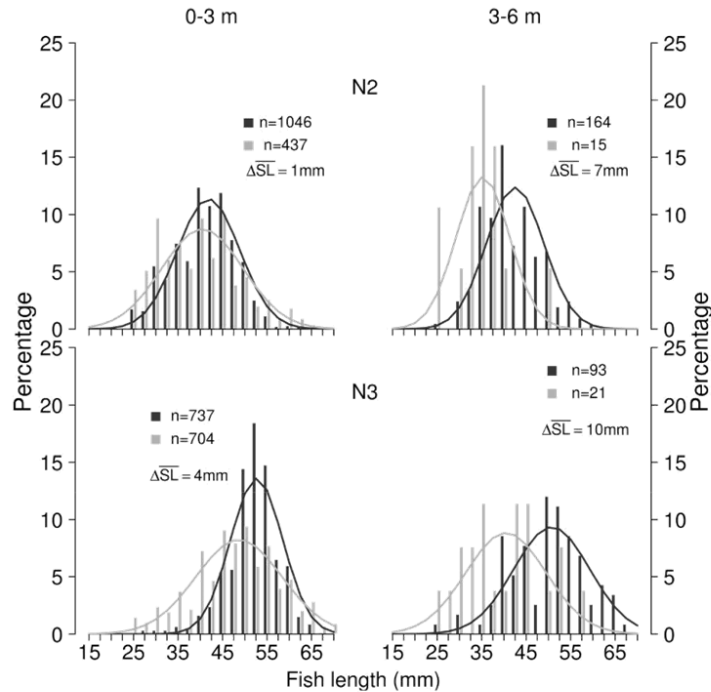 0-3 m 3-6 m
25 25
N2
20 20
n=1046 n=164
n=437 n=15
ΔSL = 1mm ΔSL = 7mm
15 15
10 10
5 5
0 0
Percentage Percentage
25 25
n=93
N3
n=21
20 20
n=737
n=704
ΔSL = 10mm
ΔSL = 4mm
15 15
10 10
5 5
0 0
15 25 35 45 55 65 15 25 35 45 55 65
Fish length (mm)